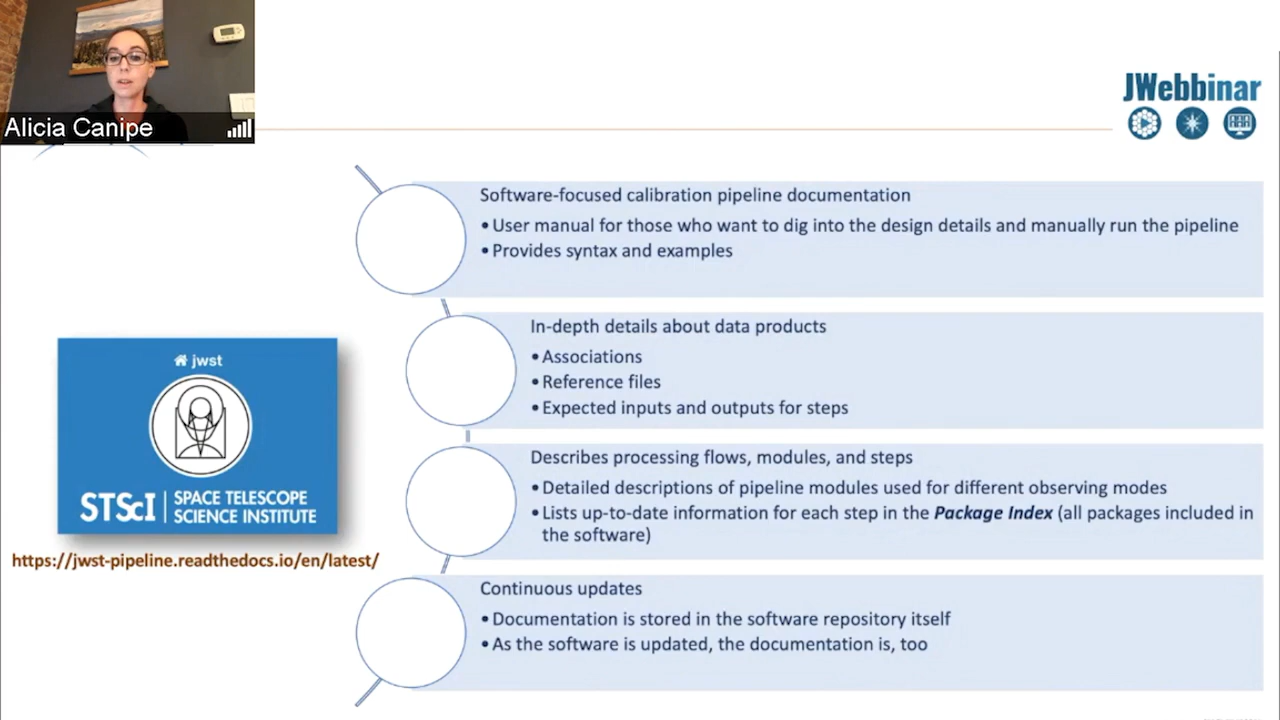 Alicia Canipe
JWebbinar
Software-focused calibration pipeline documentation
•User manual for those who want to dig into the design details and manually run the pipeline
•Provides syntax and examples
In-depth details about data products
•Associations
•Reference files
•Expected inputs and outputs for steps
jwst
STScI | SPACE TELESCOPE
SCIENCE INSTITUTE
https://jwst-pipeline.readthedocs.io/en/latest/
Describes processing flows, modules, and steps
•Detailed descriptions of pipeline modules used for different observing modes
•Lists up-to-date information for each step in the Package Index (all packages included in
the software)
Continuous updates
•Documentation is stored in the software repository itself
•As the software is updated, the documentation is, too